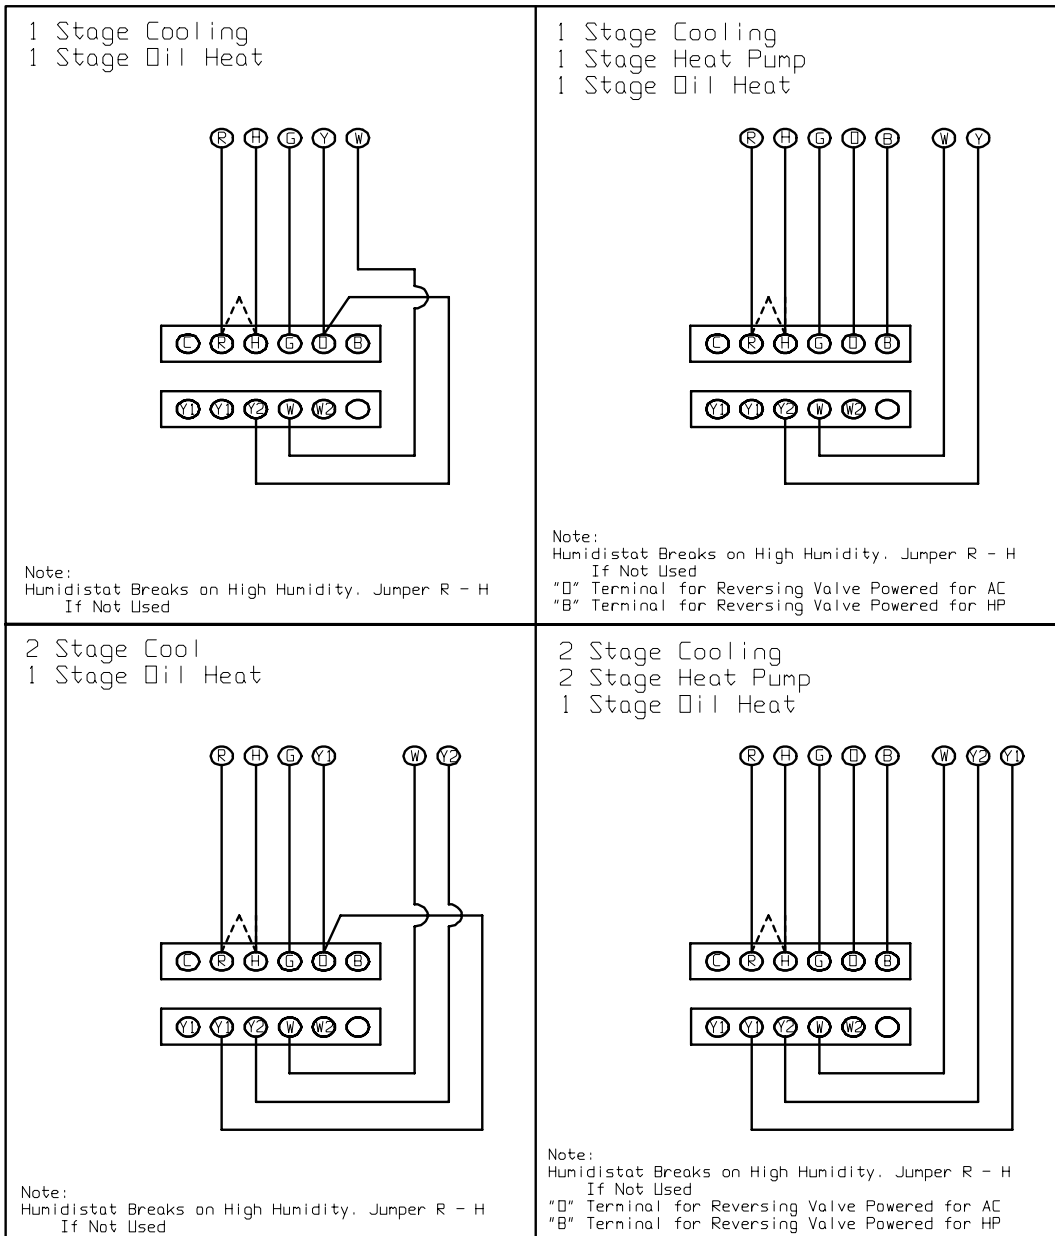 1 Stage Cooling
1 Stage Oil Heat
R H G Y W
C R H G O B
Y1 Y1 Y2 W W2
Note:
Humidistat Breaks on High Humidity. Jumper R - H
If Not Used
1 Stage Cooling
1 Stage Heat Pump
1 Stage Oil Heat
R H G O B W Y
C R H G O B
Y1 Y1 Y2 W W2
Note:
Humidistat Breaks on High Humidity. Jumper R - H
If Not Used
"O" Terminal for Reversing Valve Powered for AC
"B" Terminal for Reversing Valve Powered for HP
2 Stage Cool
1 Stage Oil Heat
R H G Y1 W Y2
C R H G O B
Y1 Y1 Y2 W W2
Note:
Humidistat Breaks on High Humidity. Jumper R - H
If Not Used
2 Stage Cooling
2 Stage Heat Pump
1 Stage Oil Heat
R H G O B W Y2 Y1
C R H G O B
Y1 Y1 Y2 W W2
Note:
Humidistat Breaks on High Humidity. Jumper R - H
If Not Used
"O" Terminal for Reversing Valve Powered for AC
"B" Terminal for Reversing Valve Powered for HP